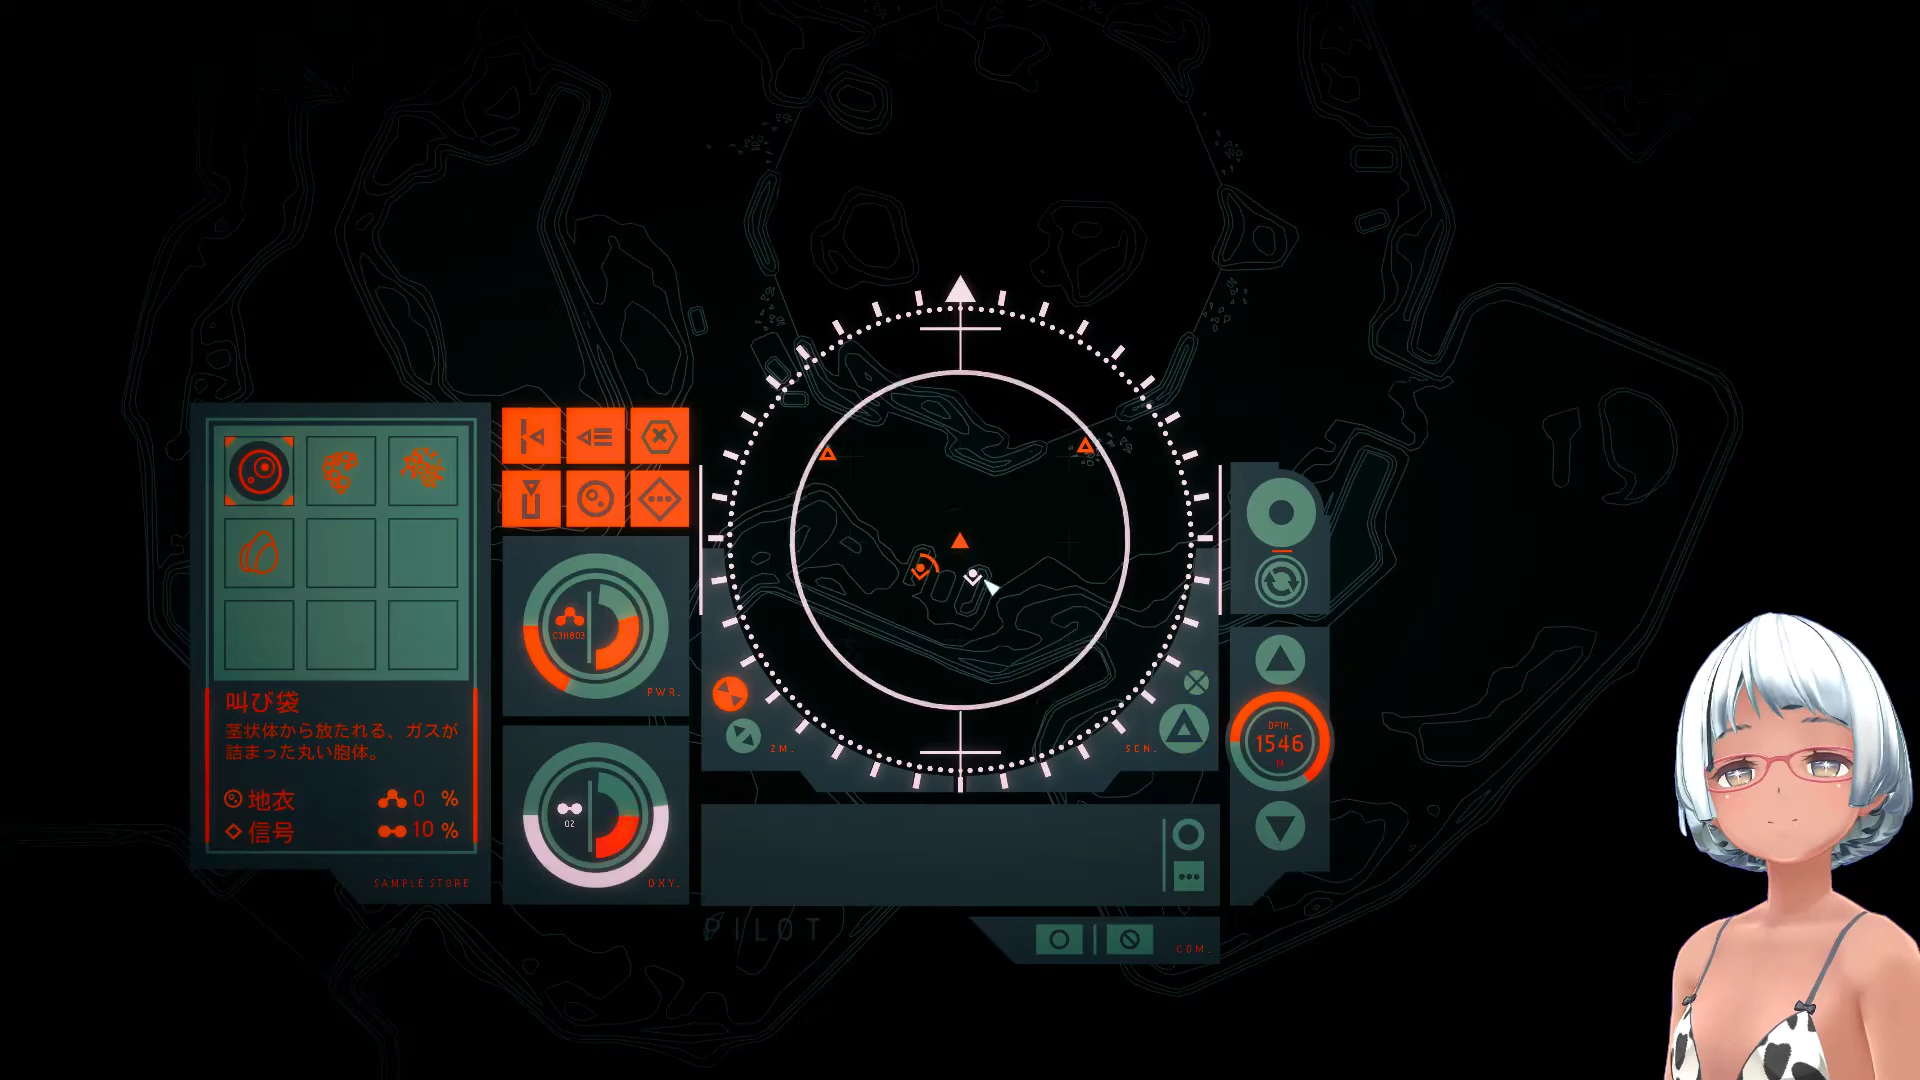 叫び袋
茎状体から放たれる、ガスが
詰まった丸い胞体。
地衣 0 %
信号 10 %
SAMPLE STORE
C3H8O3
PWR.
O2
OXY.
ZM.
SCN.
DPTH.
1546
M
PILOT
COM.